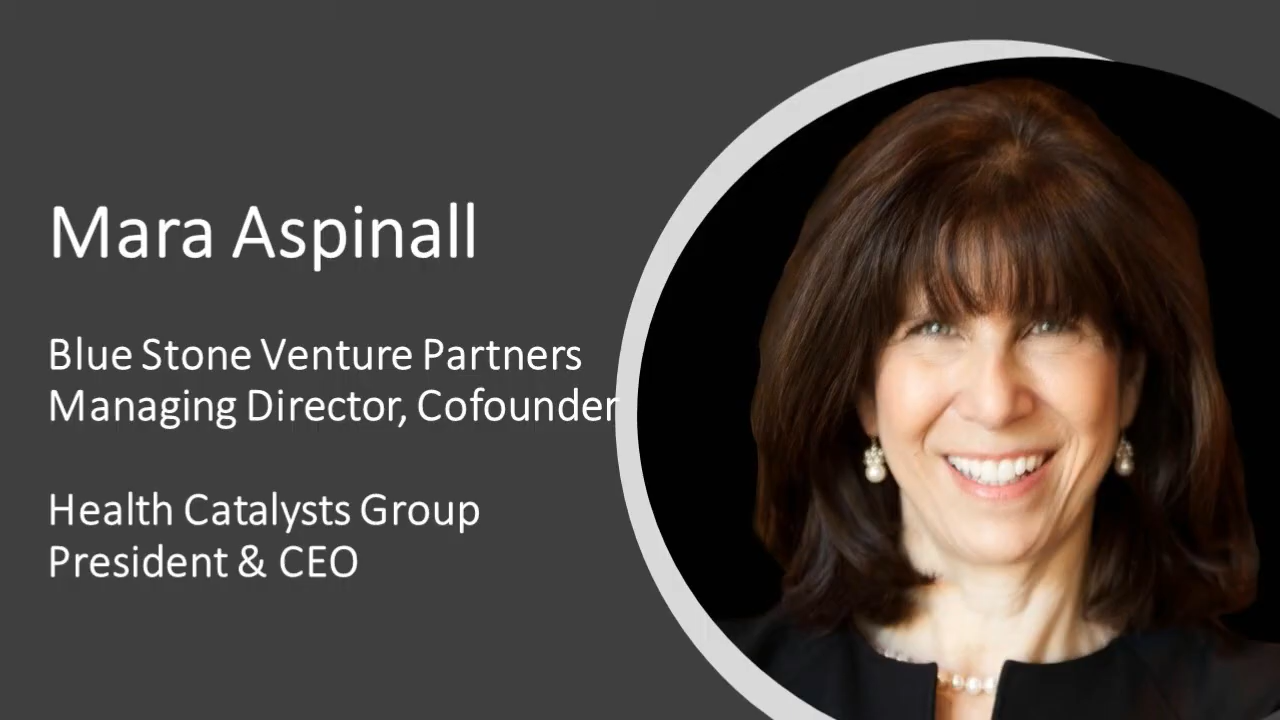 Mara Aspinall
Blue Stone Venture Partners
Managing Director, Cofounder
Health Catalysts Group
President & CEO